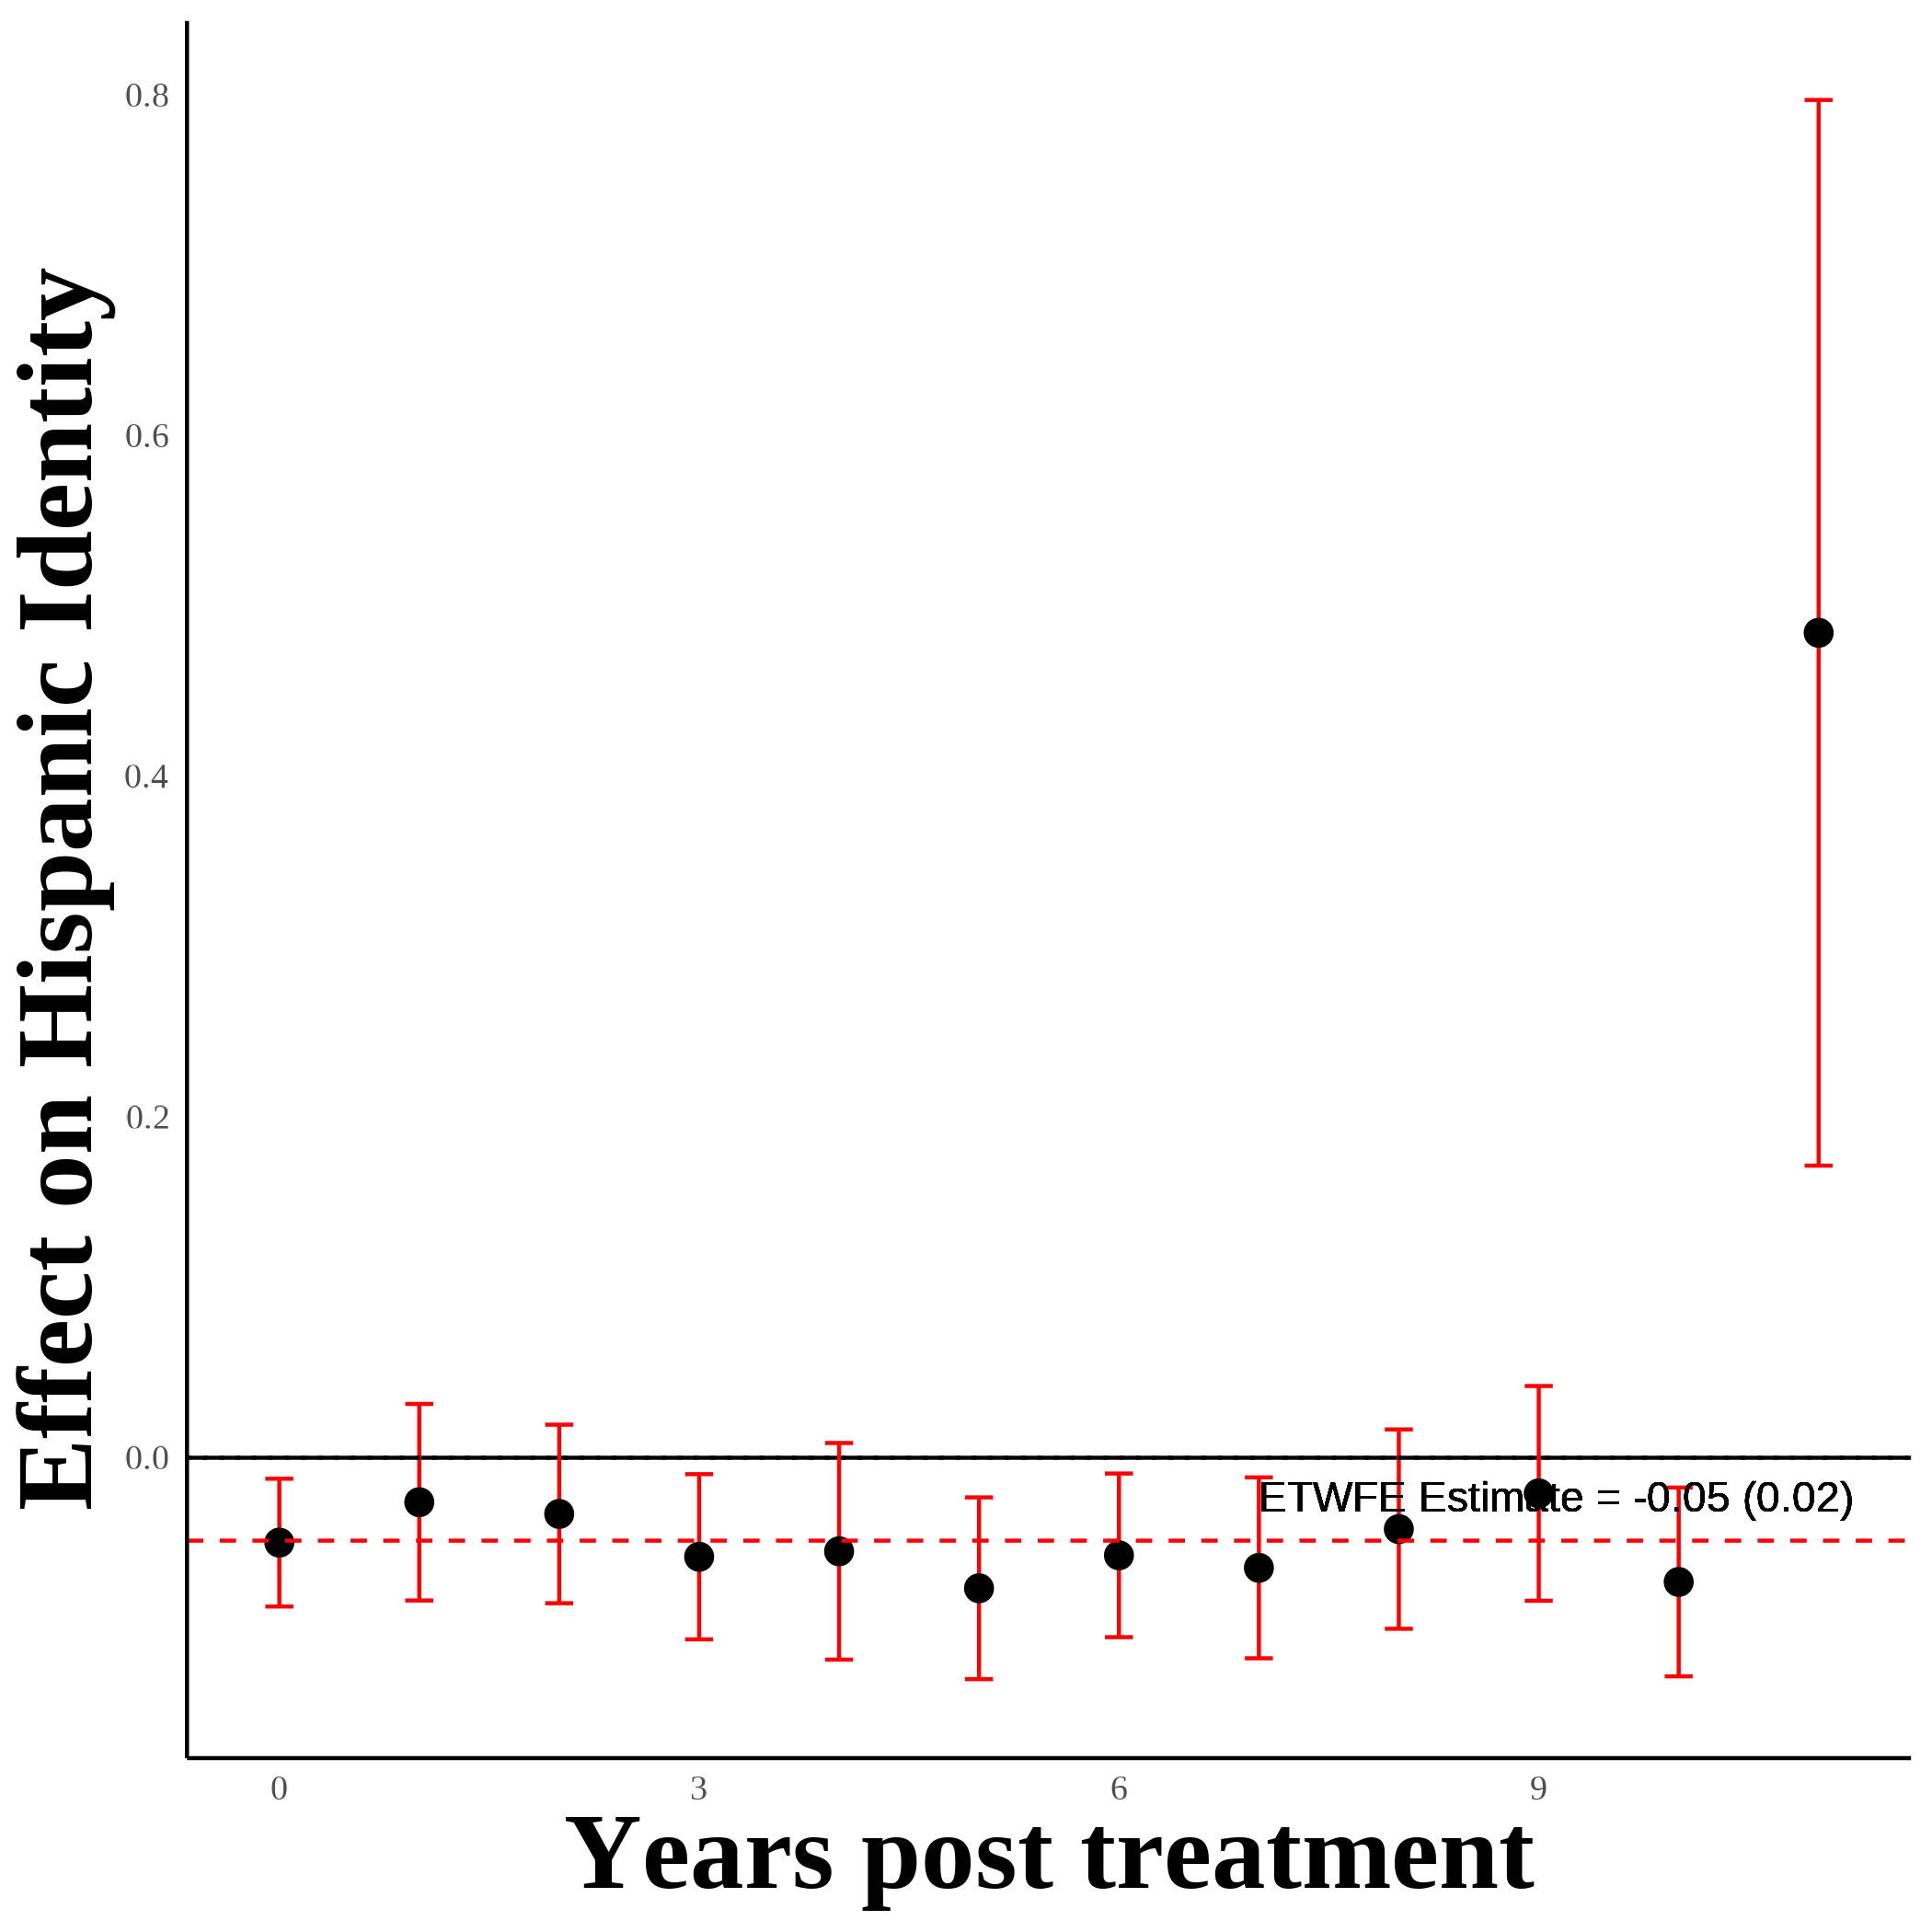 Effect on Hispanic Identity
0.8
0.6
0.4
0.2
0.0
ETWFE Estimate = -0.05 (0.02)
0 3 6 9
Years post treatment